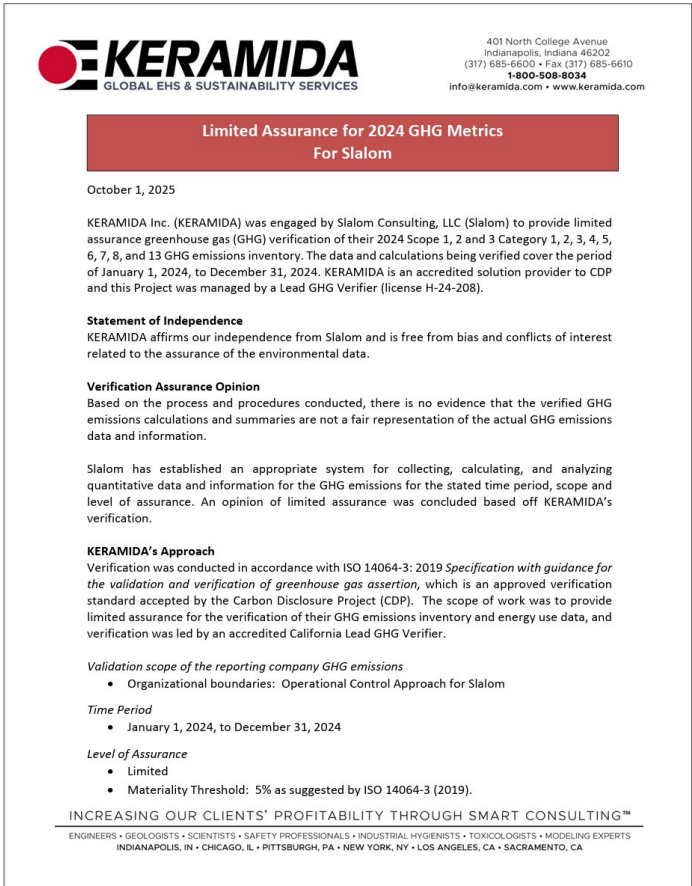 KERAMIDA
GLOBAL EHS & SUSTAINABILITY SERVICES
401 North College Avenue
Indianapolis, Indiana 46202
(317) 685-6600 • Fax (317) 685-6610
1-800-508-8034
info@keramida.com • www.keramida.com
Limited Assurance for 2024 GHG Metrics
For Slalom
October 1, 2025
KERAMIDA Inc. (KERAMIDA) was engaged by Slalom Consulting, LLC (Slalom) to provide limited
assurance greenhouse gas (GHG) verification of their 2024 Scope 1, 2 and 3 Category 1, 2, 3, 4, 5,
6, 7, 8, and 13 GHG emissions inventory. The data and calculations being verified cover the period
of January 1, 2024, to December 31, 2024. KERAMIDA is an accredited solution provider to CDP
and this Project was managed by a Lead GHG Verifier (license H-24-208).
Statement of Independence
KERAMIDA affirms our independence from Slalom and is free from bias and conflicts of interest
related to the assurance of the environmental data.
Verification Assurance Opinion
Based on the process and procedures conducted, there is no evidence that the verified GHG
emissions calculations and summaries are not a fair representation of the actual GHG emissions
data and information.
Slalom has established an appropriate system for collecting, calculating, and analyzing
quantitative data and information for the GHG emissions for the stated time period, scope and
level of assurance. An opinion of limited assurance was concluded based off KERAMIDA's
verification.
KERAMIDA's Approach
Verification was conducted in accordance with ISO 14064-3: 2019 Specification with guidance for
the validation and verification of greenhouse gas assertion, which is an approved verification
standard accepted by the Carbon Disclosure Project (CDP). The scope of work was to provide
limited assurance for the verification of their GHG emissions inventory and energy use data, and
verification was led by an accredited California Lead GHG Verifier.
Validation scope of the reporting company GHG emissions
• Organizational boundaries: Operational Control Approach for Slalom
Time Period
• January 1, 2024, to December 31, 2024
Level of Assurance
• Limited
• Materiality Threshold: 5% as suggested by ISO 14064-3 (2019).
INCREASING OUR CLIENTS' PROFITABILITY THROUGH SMART CONSULTING™
ENGINEERS • GEOLOGISTS • SCIENTISTS • SAFETY PROFESSIONALS • INDUSTRIAL HYGIENISTS • TOXICOLOGISTS • MODELING EXPERTS
INDIANAPOLIS, IN • CHICAGO, IL • PITTSBURGH, PA • NEW YORK, NY • LOS ANGELES, CA • SACRAMENTO, CA